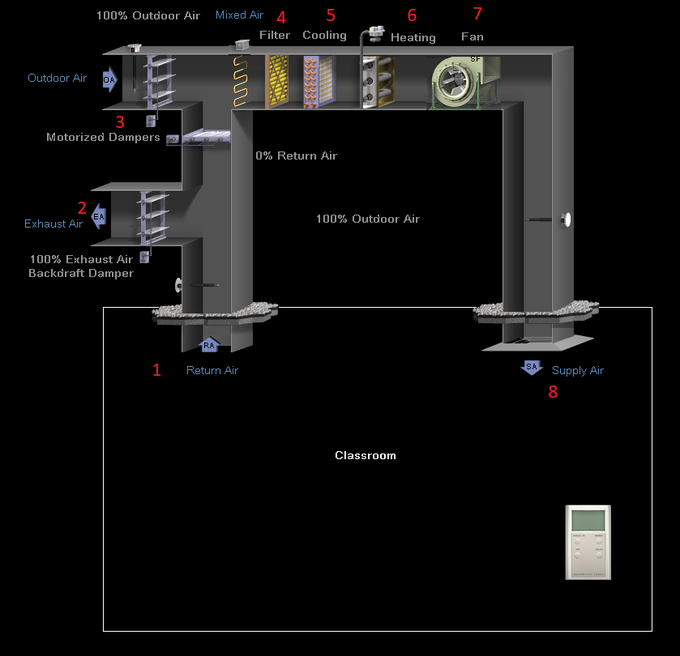 100% Outdoor Air
Mixed Air
4
5
6
7
Filter
Cooling
Heating
Fan
SF
Outdoor Air
OA
3
Motorized Dampers
0% Return Air
2
EA
Exhaust Air
100% Outdoor Air
100% Exhaust Air
Backdraft Damper
RA
1
Return Air
SA
Supply Air
8
Classroom